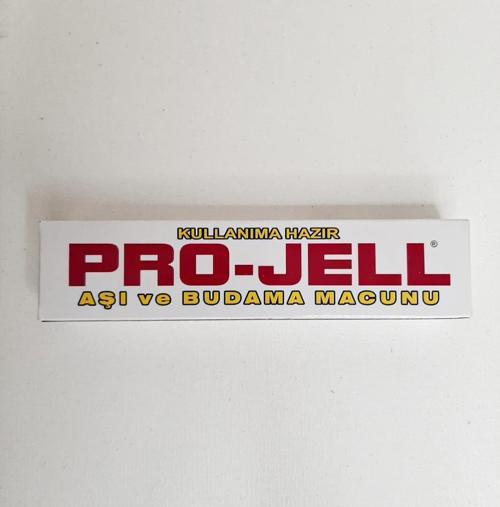 KULLANIMA HAZIR
PRO-JELL®
AŞI ve BUDAMA MACUNU